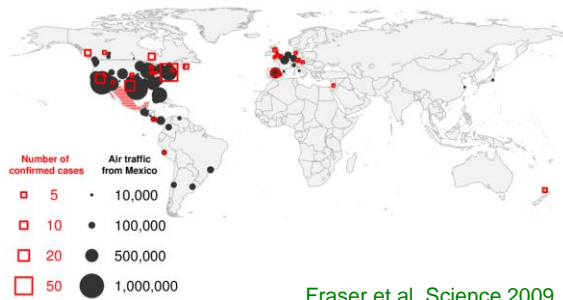 Number of confirmed cases
Air traffic from Mexico
5 10,000
10 100,000
20 500,000
50 1,000,000
Fraser et al. Science 2009